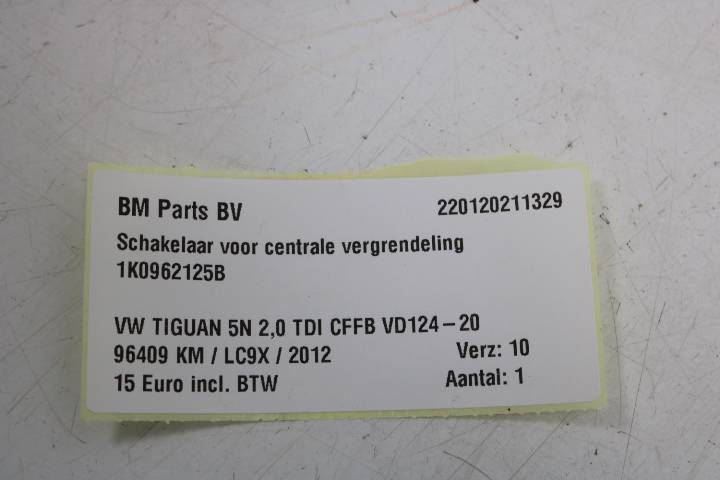 BM Parts BV 220120211329
Schakelaar voor centrale vergrendeling
1K0962125B
VW TIGUAN 5N 2,0 TDI CFFB VD124-20
96409 KM / LC9X / 2012 Verz: 10
15 Euro incl. BTW Aantal: 1